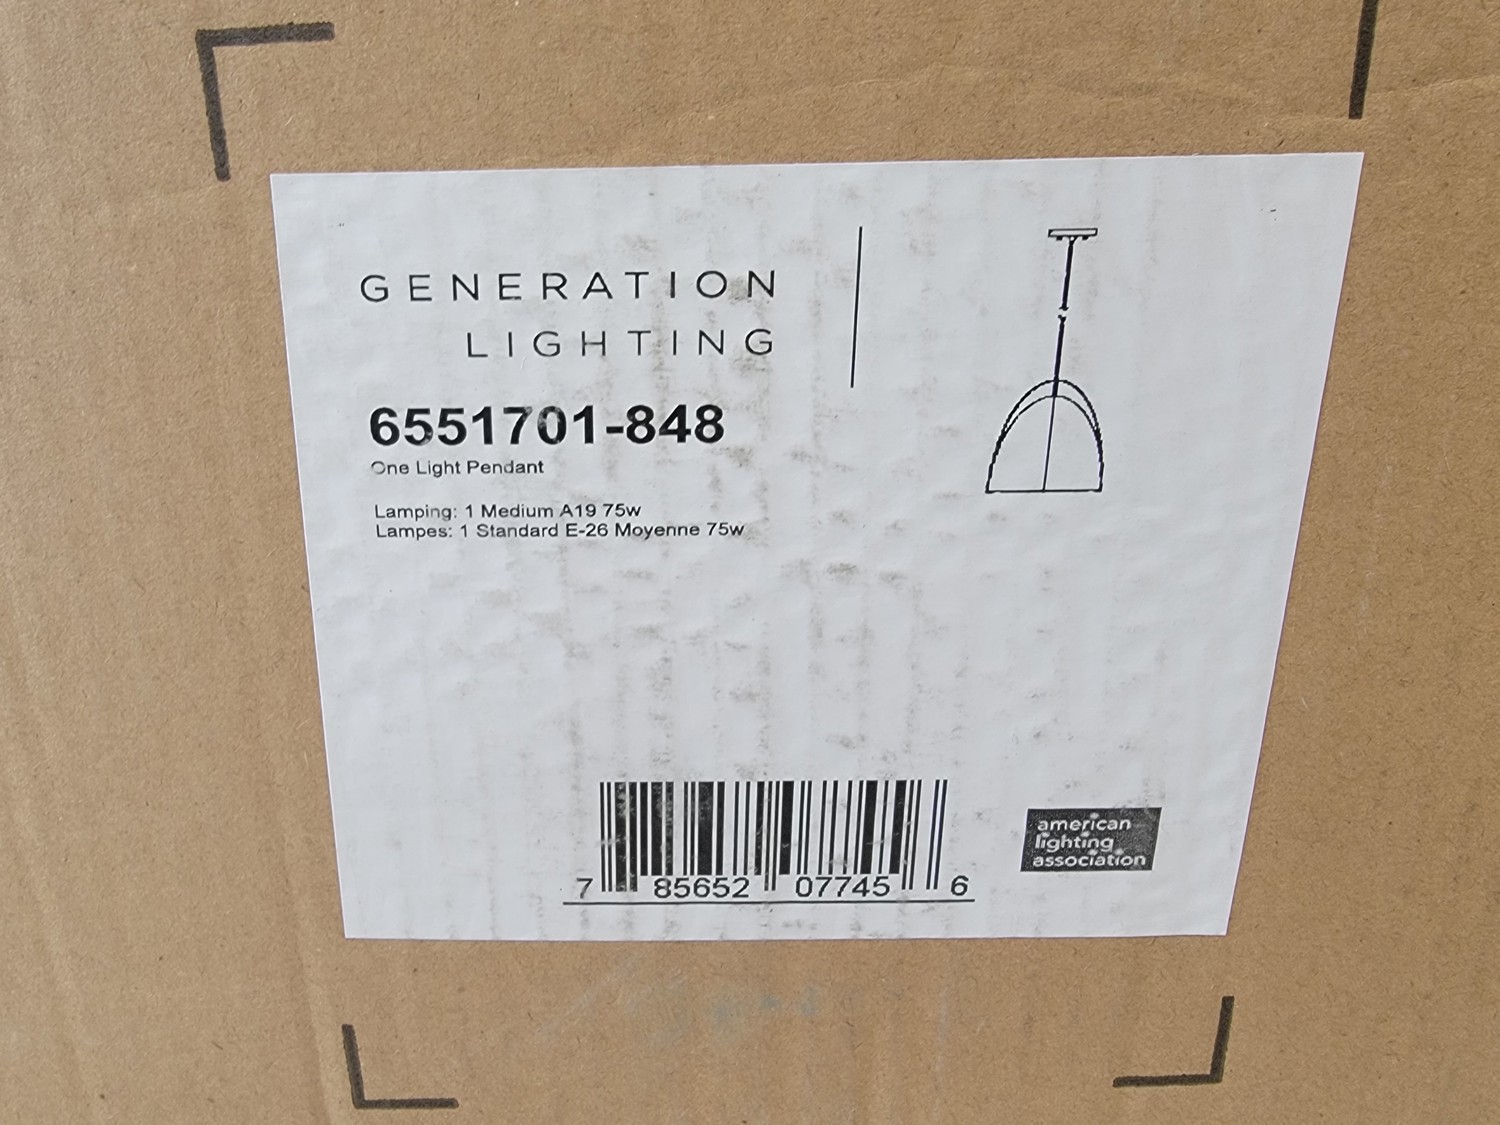 GENERATION
LIGHTING
6551701-848
One Light Pendant
Lamping: 1 Medium A19 75w
Lampes: 1 Standard E-26 Moyenne 75w
7 85652 07745 6
american
lighting
association